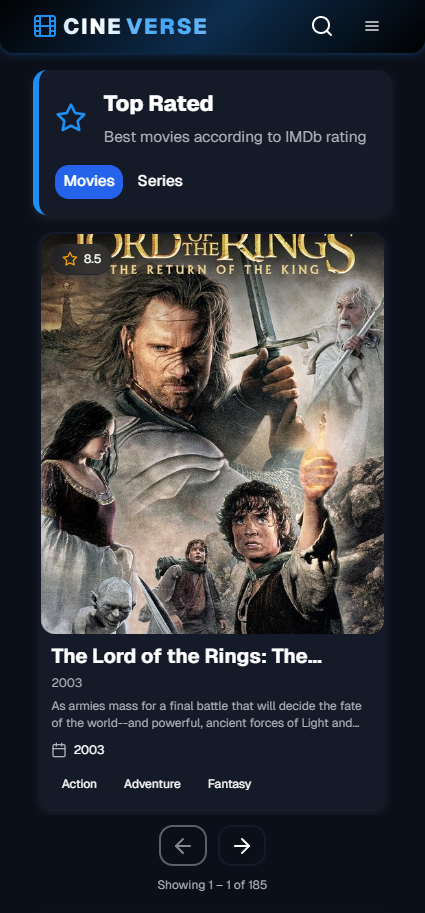 CINEVERSE
Top Rated
Best movies according to IMDb rating
Movies Series
LORD OF THE RINGS
8.5
THE RETURN OF THE KING
The Lord of the Rings: The...
2003
As armies mass for a final battle that will decide the fate
of the world--and powerful, ancient forces of Light and...
2003
Action Adventure Fantasy
Showing 1 – 1 of 185